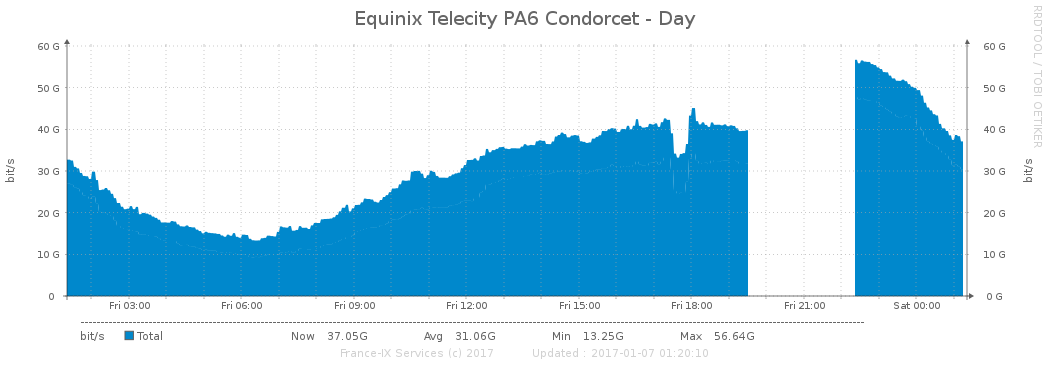 Equinix Telecity PA6 Condorcet - Day
RRDTOOL / TOBI OETIKER
60 G 60 G
50 G 50 G
40 G 40 G
30 G 30 G
20 G 20 G
10 G 10 G
0 0 G
bit/s
bit/s
Fri 03:00 Fri 06:00 Fri 09:00 Fri 12:00 Fri 15:00 Fri 18:00 Fri 21:00 Sat 00:00
bit/s Total Now 37.05G Avg 31.06G Min 13.25G Max 56.64G
France-IX Services (c) 2017 Updated : 2017-01-07 01:20:10